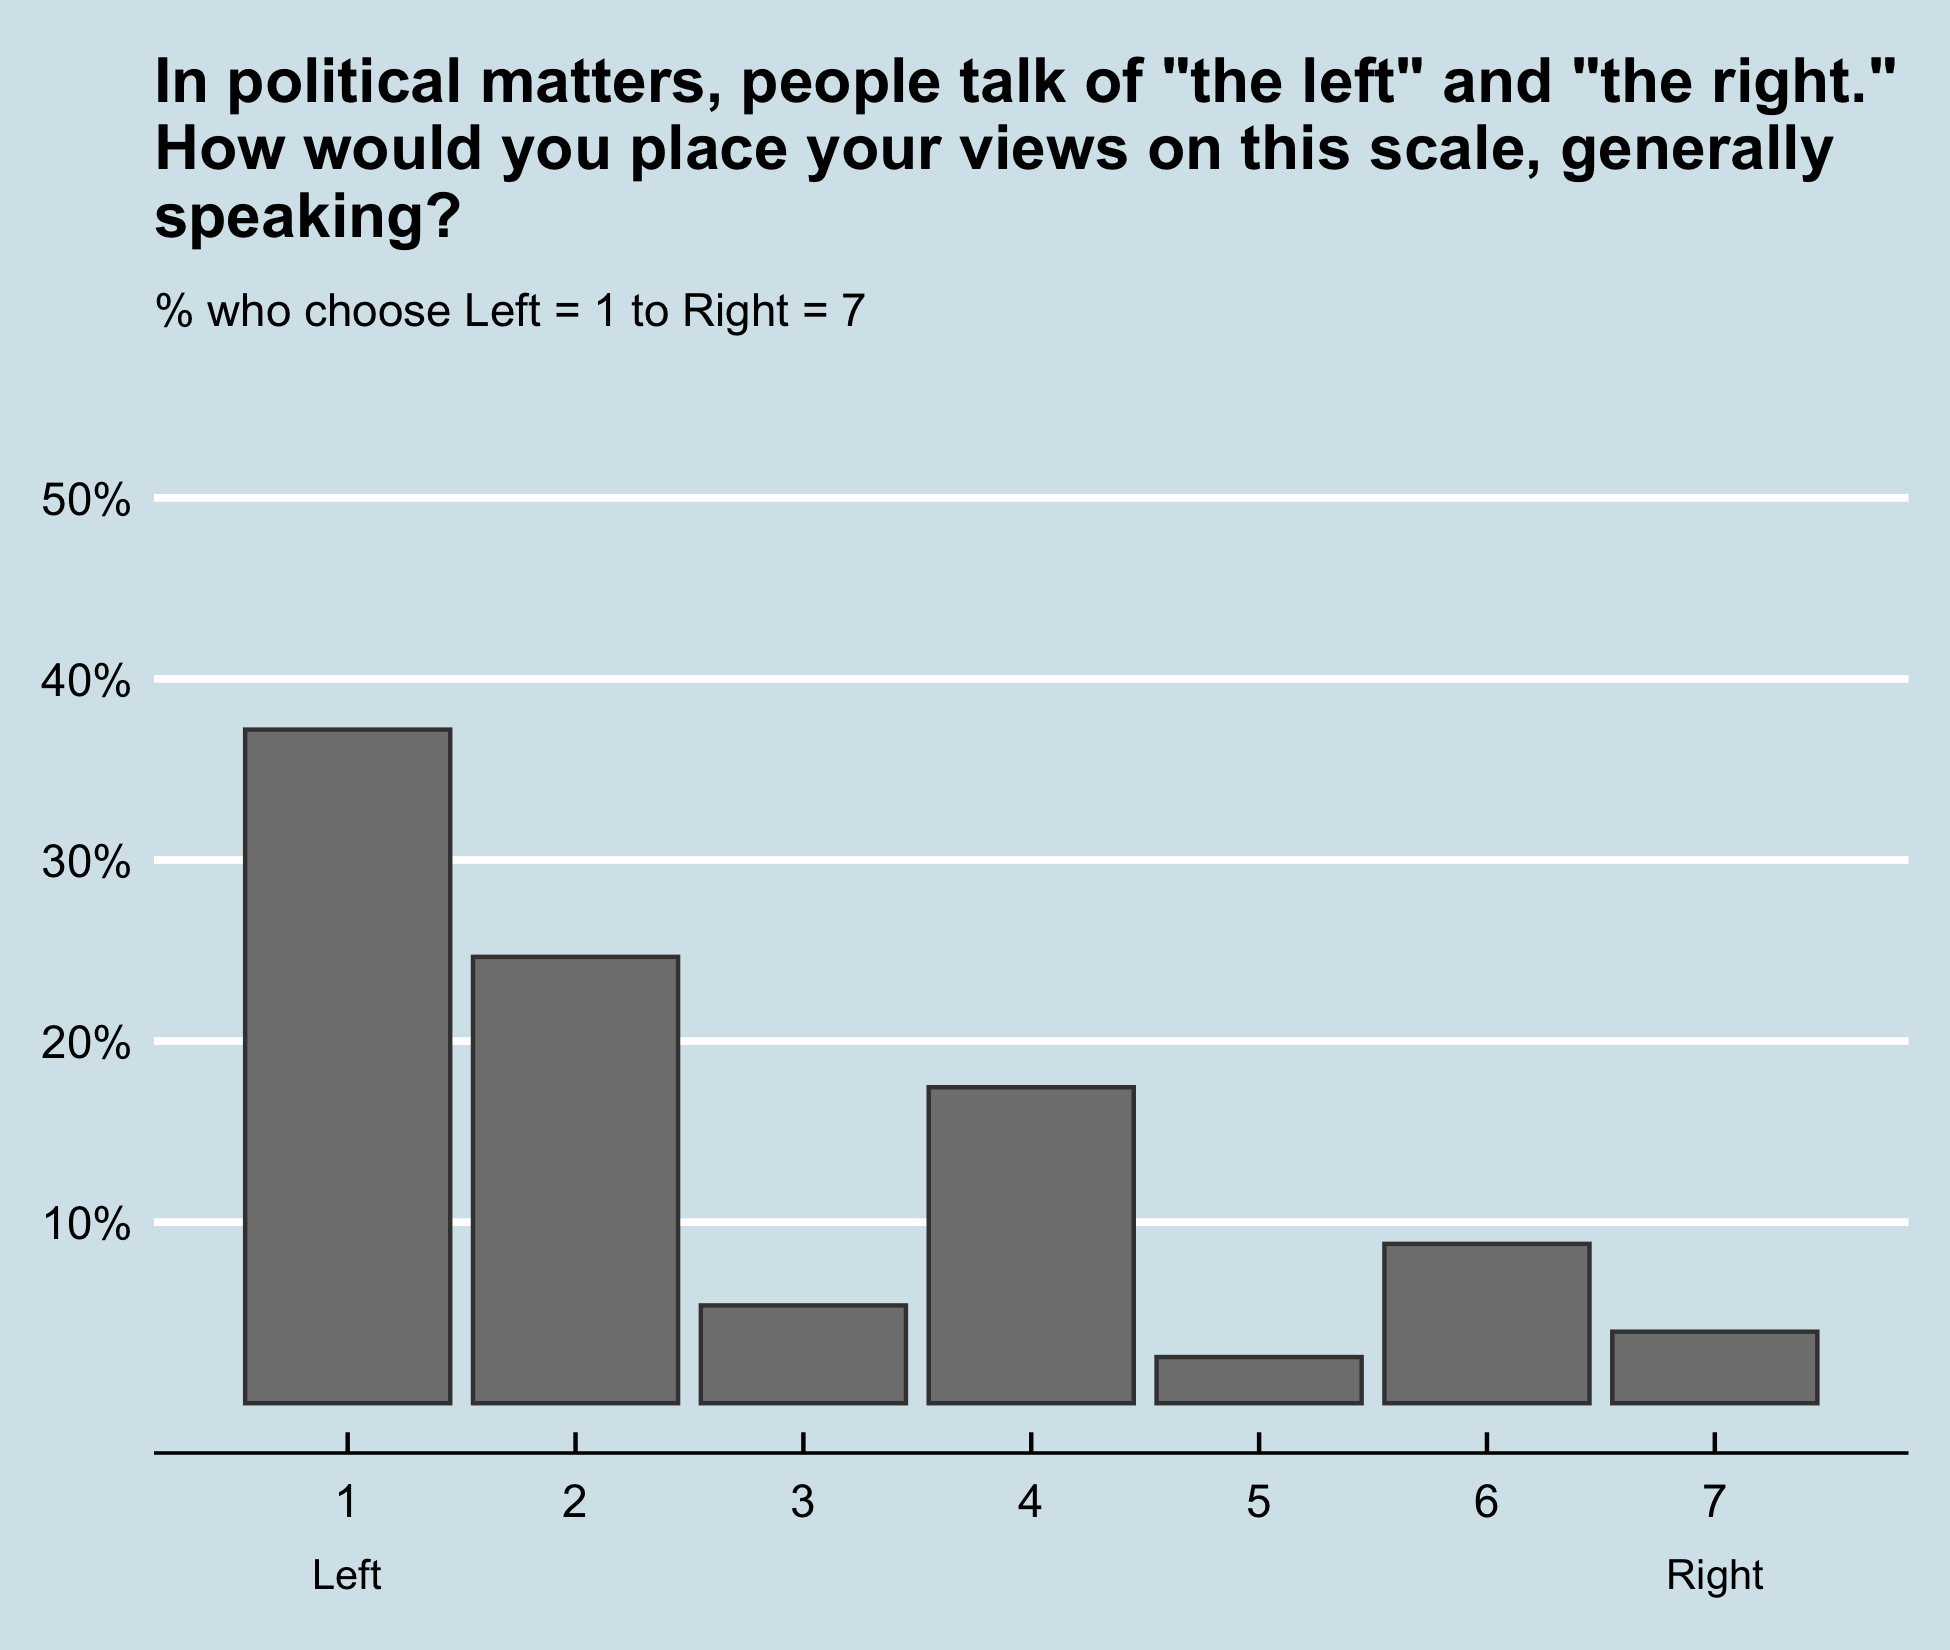 In political matters, people talk of "the left" and "the right."
How would you place your views on this scale, generally
speaking?
% who choose Left = 1 to Right = 7
50%
40%
30%
20%
10%
1 2 3 4 5 6 7
Left Right